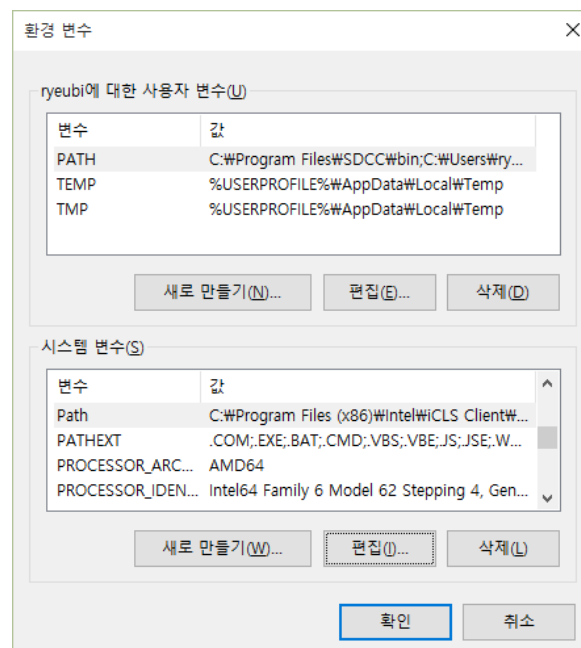 환경 변수
ryeubi에 대한 사용자 변수(U)
변수 값
PATH C:₩Program Files₩SDCC₩bin;C:₩Users₩ry...
TEMP %USERPROFILE%₩AppData₩Local₩Temp
TMP %USERPROFILE%₩AppData₩Local₩Temp
새로 만들기(N)... 편집(E)... 삭제(D)
시스템 변수(S)
변수 값
Path C:₩Program Files (x86)₩Intel₩iCLS Client₩...
PATHEXT .COM;.EXE;.BAT;.CMD;.VBS;.VBE;.JS;.JSE;.W...
PROCESSOR_ARC... AMD64
PROCESSOR_IDEN... Intel64 Family 6 Model 62 Stepping 4, Gen...
새로 만들기(W)... 편집(I)... 삭제(L)
확인 취소